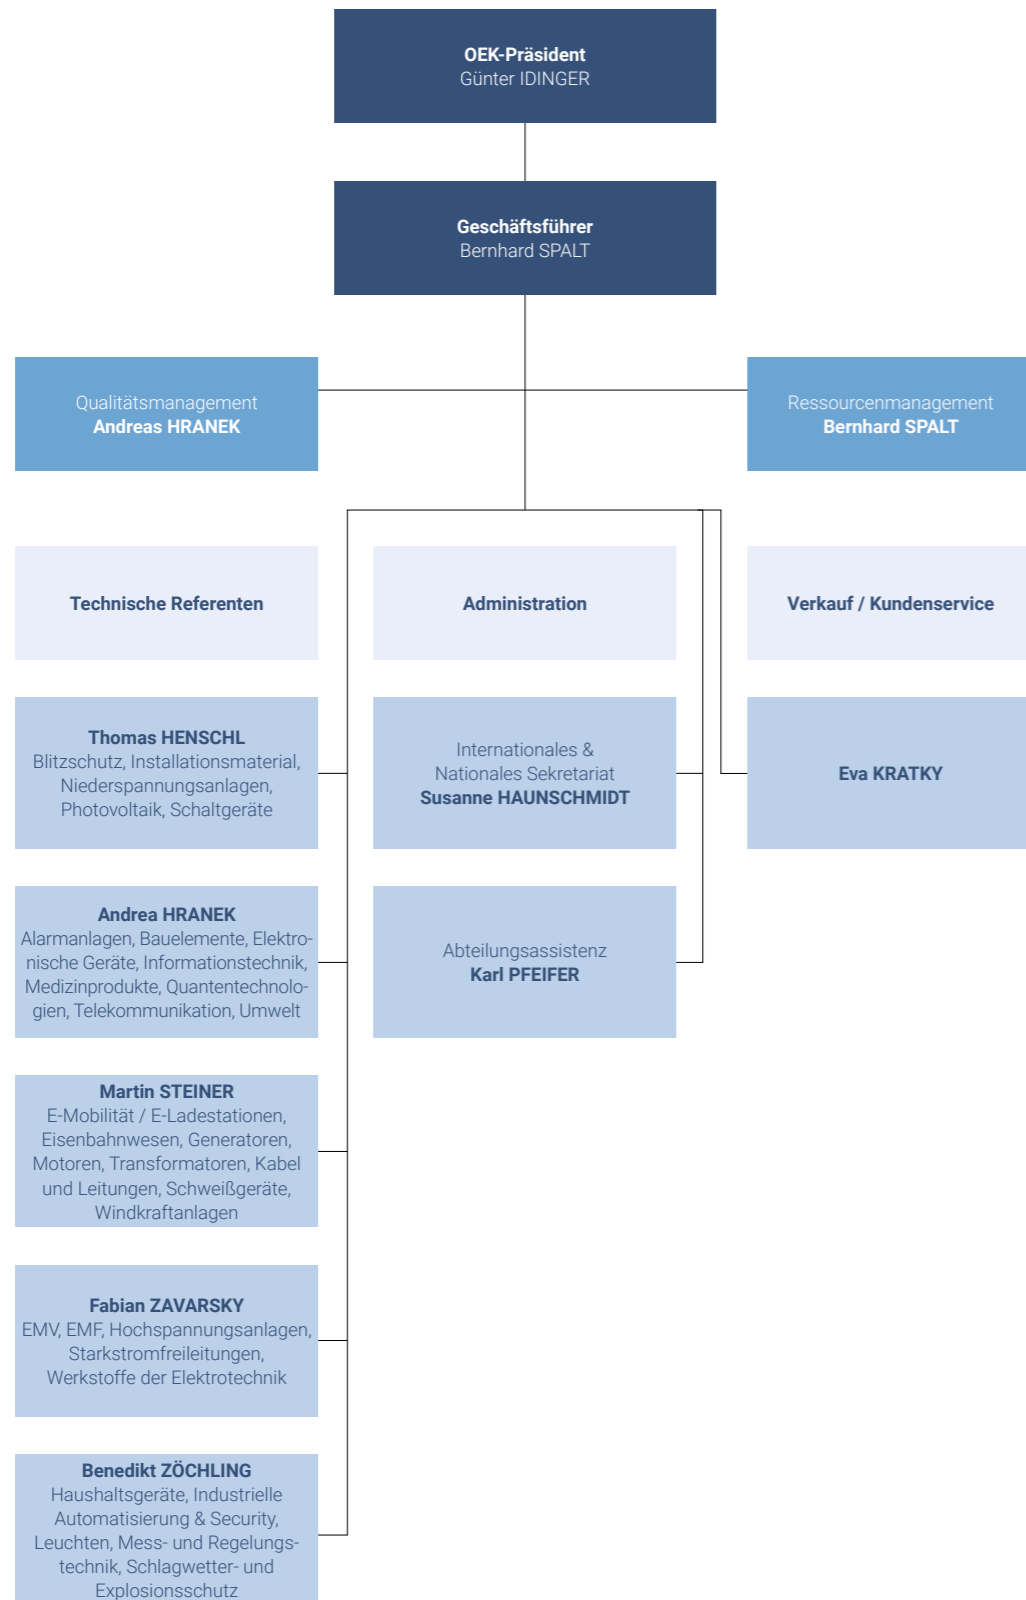 OEK-Präsident
Günter IDINGER
Geschäftsführer
Bernhard SPALT
Qualitätsmanagement
Andreas HRANEK
Ressourcenmanagement
Bernhard SPALT
Technische Referenten
Administration
Verkauf / Kundenservice
Thomas HENSCHL
Blitzschutz, Installationsmaterial,
Niederspannungsanlagen,
Photovoltaik, Schaltgeräte
Internationales &
Nationales Sekretariat
Susanne HAUNSCHMIDT
Eva KRATKY
Andrea HRANEK
Alarmanlagen, Bauelemente, Elektro-
nische Geräte, Informationstechnik,
Medizinprodukte, Quantentechnolo-
gien, Telekommunikation, Umwelt
Abteilungsassistenz
Karl PFEIFER
Martin STEINER
E-Mobilität / E-Ladestationen,
Eisenbahnwesen, Generatoren,
Motoren, Transformatoren, Kabel
und Leitungen, Schweißgeräte,
Windkraftanlagen
Fabian ZAVARSKY
EMV, EMF, Hochspannungsanlagen,
Starkstromfreileitungen,
Werkstoffe der Elektrotechnik
Benedikt ZÖCHLING
Haushaltsgeräte, Industrielle
Automatisierung & Security,
Leuchten, Mess- und Regelungs-
technik, Schlagwetter- und
Explosionsschutz